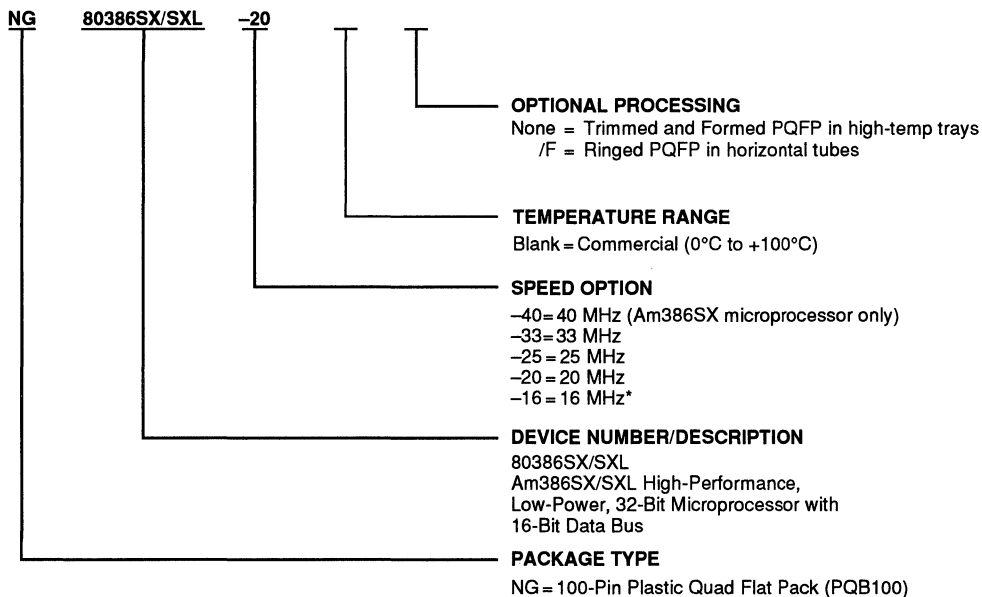 NG 80386SX/SXL –20
OPTIONAL PROCESSING
None = Trimmed and Formed PQFP in high-temp trays
/F = Ringed PQFP in horizontal tubes
TEMPERATURE RANGE
Blank = Commercial (0°C to +100°C)
SPEED OPTION
–40 = 40 MHz (Am386SX microprocessor only)
–33 = 33 MHz
–25 = 25 MHz
–20 = 20 MHz
–16 = 16 MHz*
DEVICE NUMBER/DESCRIPTION
80386SX/SXL
Am386SX/SXL High-Performance,
Low-Power, 32-Bit Microprocessor with
16-Bit Data Bus
PACKAGE TYPE
NG = 100-Pin Plastic Quad Flat Pack (PQB100)